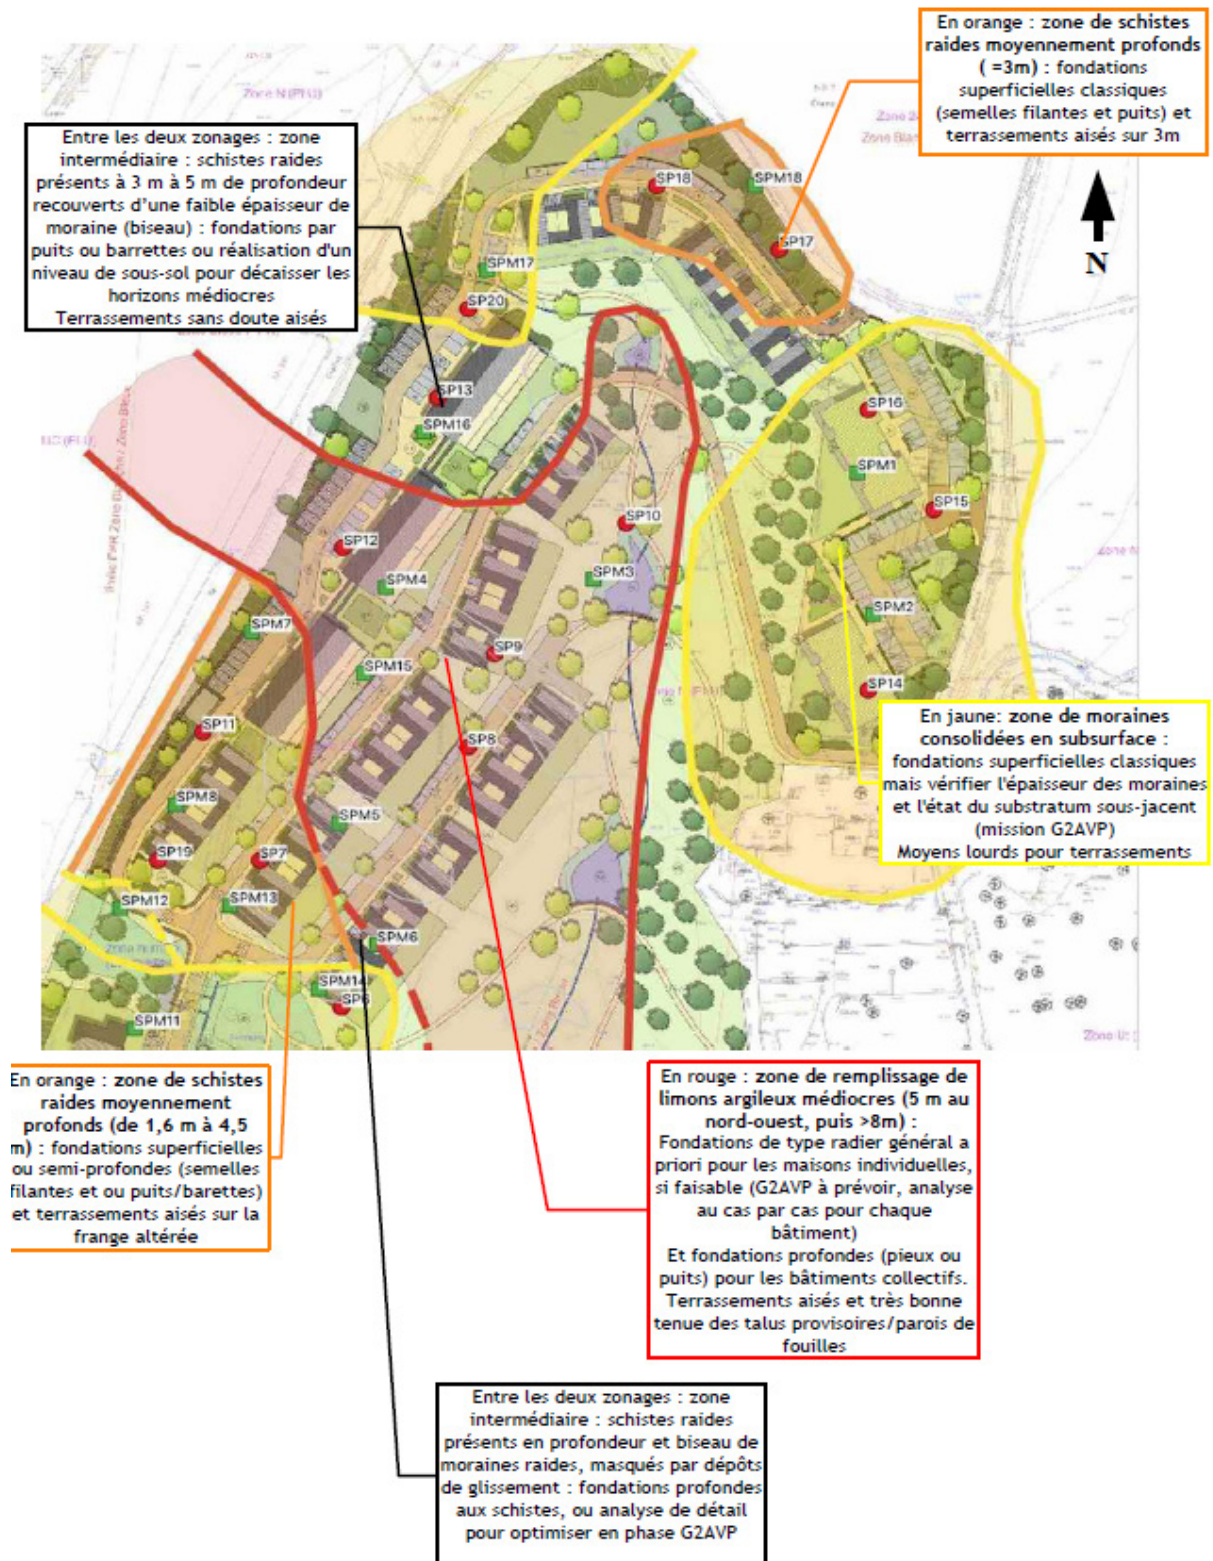 En orange : zone de schistes
raides moyennement profonds
( =3m) : fondations
superficielles classiques
(semelles filantes et puits) et
terrassements aisés sur 3m
Entre les deux zonages : zone
intermédiaire : schistes raides
présents à 3 m à 5 m de profondeur
recouverts d'une faible épaisseur de
moraine (biseau) : fondations par
puits ou barrettes ou réalisation d'un
niveau de sous-sol pour décaisser les
horizons médiocres
Terrassements sans doute aisés
N
SP18
SPM18
SP17
SPM17
SP20
SP13
SPM16
SP16
SPM1
SP15
SP10
SP12
SPM4
SPM3
SPM2
SPM7
SP9
SPM15
SP14
SP11
SP8
SPM8
SPM5
SP19
SP7
SPM12
SPM13
SPM6
SPM14
SP6
SPM11
En jaune: zone de moraines
consolidées en subsurface :
fondations superficielles classiques
mais vérifier l'épaisseur des moraines
et l'état du substratum sous-jacent
(mission G2AVP)
Moyens lourds pour terrassements
En orange : zone de schistes
raides moyennement
profonds (de 1,6 m à 4,5
m) : fondations superficielles
ou semi-profondes (semelles
filantes et ou puits/barettes)
et terrassements aisés sur la
frange altérée
En rouge : zone de remplissage de
limons argileux médiocres (5 m au
nord-ouest, puis >8m) :
Fondations de type radier général a
priori pour les maisons individuelles,
si faisable (G2AVP à prévoir, analyse
au cas par cas pour chaque
bâtiment)
Et fondations profondes (pieux ou
puits) pour les bâtiments collectifs.
Terrassements aisés et très bonne
tenue des talus provisoires/parois de
fouilles
Entre les deux zonages : zone
intermédiaire : schistes raides
présents en profondeur et biseau de
moraines raides, masqués par dépôts
de glissement : fondations profondes
aux schistes, ou analyse de détail
pour optimiser en phase G2AVP